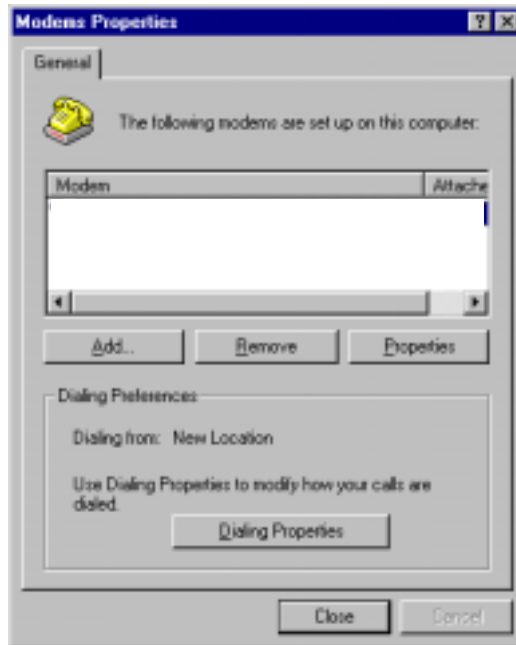 Modems Properties
General
The following modems are set up on this computer:
Modem Attache
Add... Remove Properties
Dialing Preferences
Dialing from: New Location
Use Dialing Properties to modify how your calls are
dialed.
Dialing Properties
Close Cancel